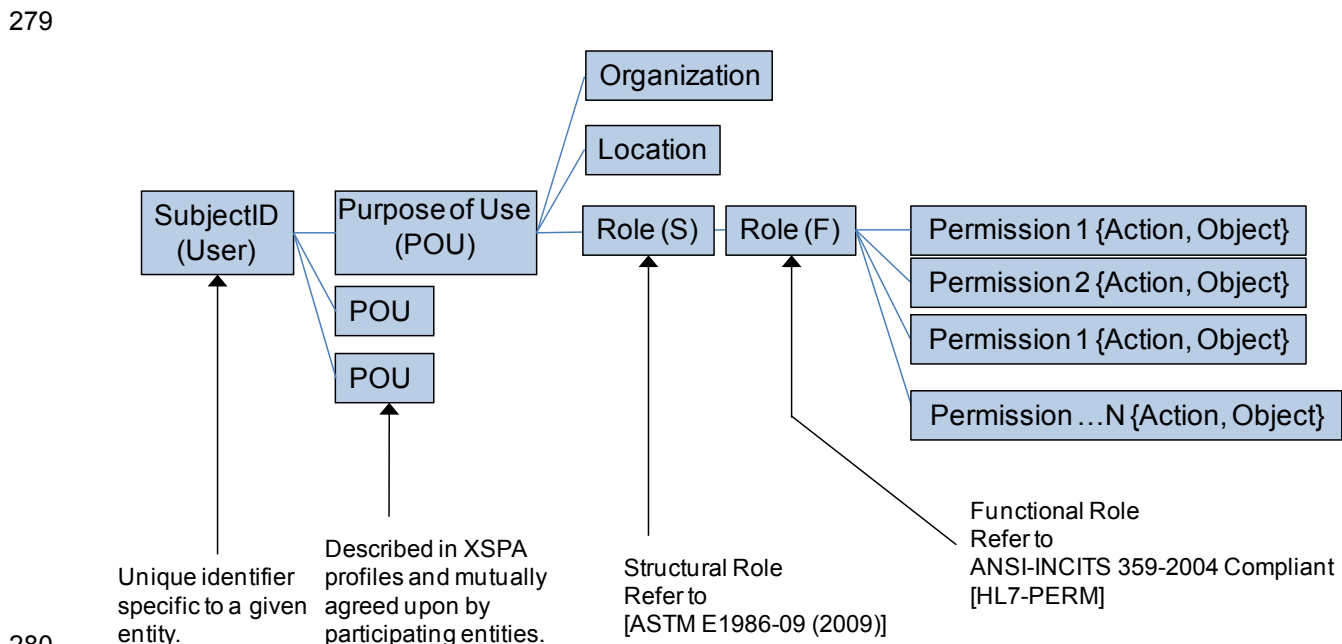 279
Organization
Location
SubjectID
(User)
Purpose of Use
(POU)
Role (S)
Role (F)
Permission 1 {Action, Object}
Permission 2 {Action, Object}
POU
Permission 1 {Action, Object}
POU
Permission …N {Action, Object}
Unique identifier
specific to a given
entity.
Described in XSPA
profiles and mutually
agreed upon by
participating entities.
Structural Role
Refer to
[ASTM E1986-09 (2009)]
Functional Role
Refer to
ANSI-INCITS 359-2004 Compliant
[HL7-PERM]
280